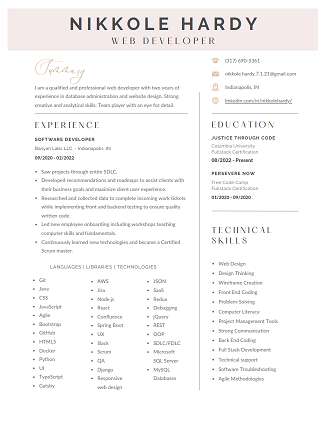 NIKKOLE HARDY
WEB DEVELOPER
Summary
I am a qualified and professional web developer with two years of
experience in database administration and website design. Strong
creative and analytical skills. Team player with an eye for detail.
(317) 690-5361
nikkole.hardy.7.1.21@gmail.com
Indianapolis, IN
linkedin.com/in/nikkolehardy/
EXPERIENCE
SOFTWARE DEVELOPER
Banyan Labs LLC. - Indianapolis, IN
09/2020 - 02/2022
Saw projects through entire SDLC.
Developed recommendations and roadmaps to assist clients with
their business goals and maximize client user experience.
Researched and collected data to complete incoming work tickets
while implementing front and backend testing to ensure quality
written code.
Led new employee onboarding including workshops teaching
computer skills and fundamentals.
Continuously learned new technologies and became a Certified
Scrum master.
LANGUAGES | LIBRARIES | TECHNOLOGIES
Git
Java
CSS
JavaScript
Agile
Bootstrap
GitHub
HTML5
Docker
Python
UI
TypeScript
Gatsby
AWS
Jira
Node.js
React
Confluence
Spring Boot
UX
Slack
Scrum
QA
Django
Responsive
web design
JSON
SaaS
Redux
Debugging
jQuery
REST
OOP
SDLC/FDLC
Microsoft
SQL Server
MySQL
Databases
EDUCATION
JUSTICE THROUGH CODE
Columbia University
Fullstack Certification
08/2022 - Present
PERSEVERE NOW
Free Code Camp
Fullstack Certification
01/2020 - 09/2020
TECHNICAL
SKILLS
Web Design
Design Thinking
Wireframe Creation
Front End Coding
Problem-Solving
Computer Literacy
Project Management Tools
Strong Communication
Back End Coding
Full Stack Development
Technical support
Software Troubleshooting
Agile Methodologies